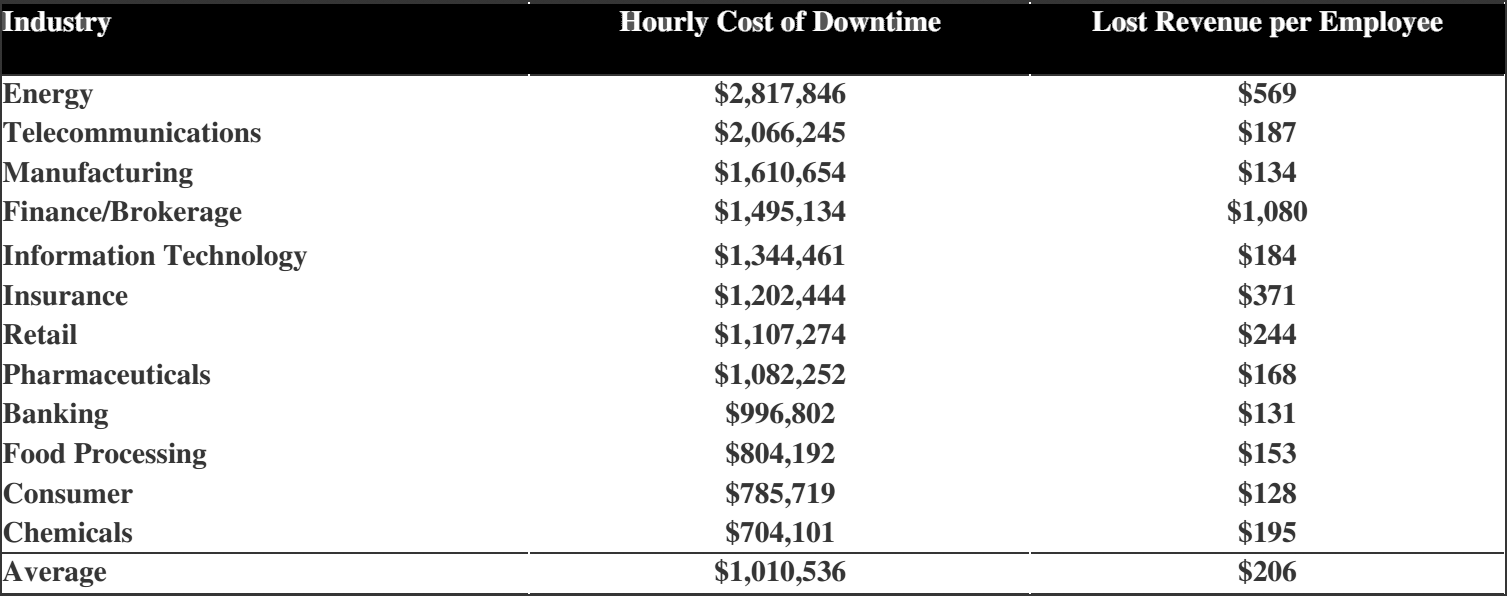 Industry Hourly Cost of Downtime Lost Revenue per Employee
Energy $2,817,846 $569
Telecommunications $2,066,245 $187
Manufacturing $1,610,654 $134
Finance/Brokerage $1,495,134 $1,080
Information Technology $1,344,461 $184
Insurance $1,202,444 $371
Retail $1,107,274 $244
Pharmaceuticals $1,082,252 $168
Banking $996,802 $131
Food Processing $804,192 $153
Consumer $785,719 $128
Chemicals $704,101 $195
Average $1,010,536 $206